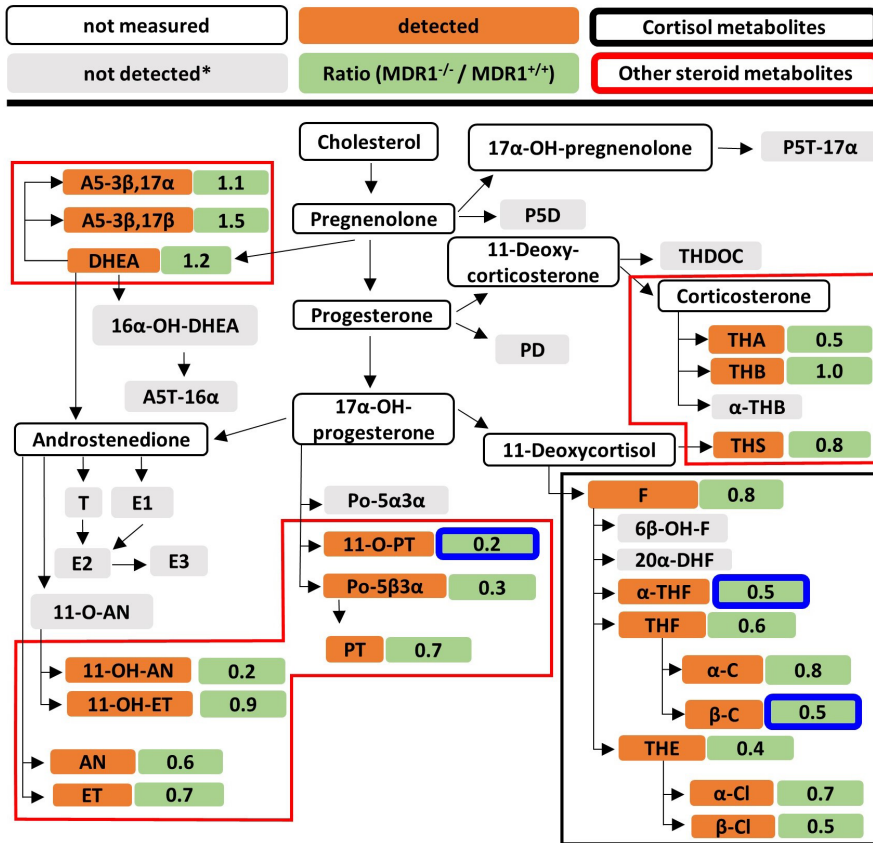 not measured
detected
Cortisol metabolites
not detected*
Ratio (MDR1-/- / MDR1+/+)
Other steroid metabolites
Cholesterol
17α-OH-pregnenolone
P5T-17α
A5-3β,17α 1.1
A5-3β,17β 1.5
DHEA 1.2
Pregnenolone
P5D
11-Deoxy-
corticosterone
THDOC
Corticosterone
16α-OH-DHEA
Progesterone
PD
THA 0.5
THB 1.0
α-THB
A5T-16α
17α-OH-
progesterone
Androstenedione
11-Deoxycortisol
THS 0.8
T
E1
Po-5α3α
F 0.8
6β-OH-F
20α-DHF
E2
E3
11-O-PT 0.2
Po-5β3α 0.3
α-THF 0.5
THF 0.6
11-O-AN
PT 0.7
α-C 0.8
11-OH-AN 0.2
11-OH-ET 0.9
β-C 0.5
THE 0.4
AN 0.6
ET 0.7
α-Cl 0.7
β-Cl 0.5